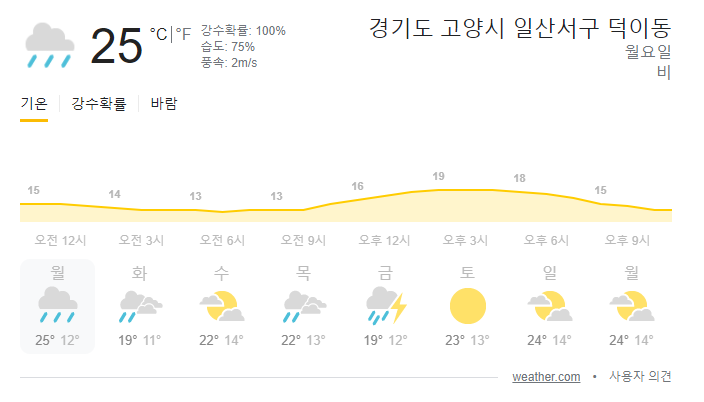 25 °C|°F
강수확률: 100%
습도: 75%
풍속: 2m/s
경기도 고양시 일산서구 덕이동
월요일
비
기온 강수확률 바람
15 14 13 13 16 19 18 15
오전 12시 오전 3시 오전 6시 오전 9시 오후 12시 오후 3시 오후 6시 오후 9시
월 화 수 목 금 토 일 월
25° 12° 19° 11° 22° 14° 22° 13° 19° 12° 23° 13° 24° 14° 24° 14°
weather.com • 사용자 의견